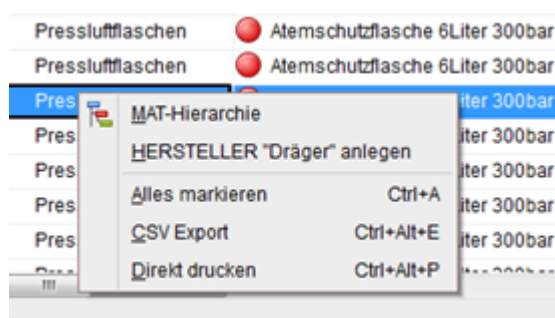 Pressluftflaschen Atemschutzflasche 6Liter 300bar
Pressluftflaschen Atemschutzflasche 6Liter 300bar
Pres iter 300bar
MAT-Hierarchie
Pres iter 300bar
HERSTELLER "Dräger" anlegen
Pres iter 300bar
Alles markieren Ctrl+A
Pres iter 300bar
CSV Export Ctrl+Alt+E
Pres iter 300bar
Direkt drucken Ctrl+Alt+P